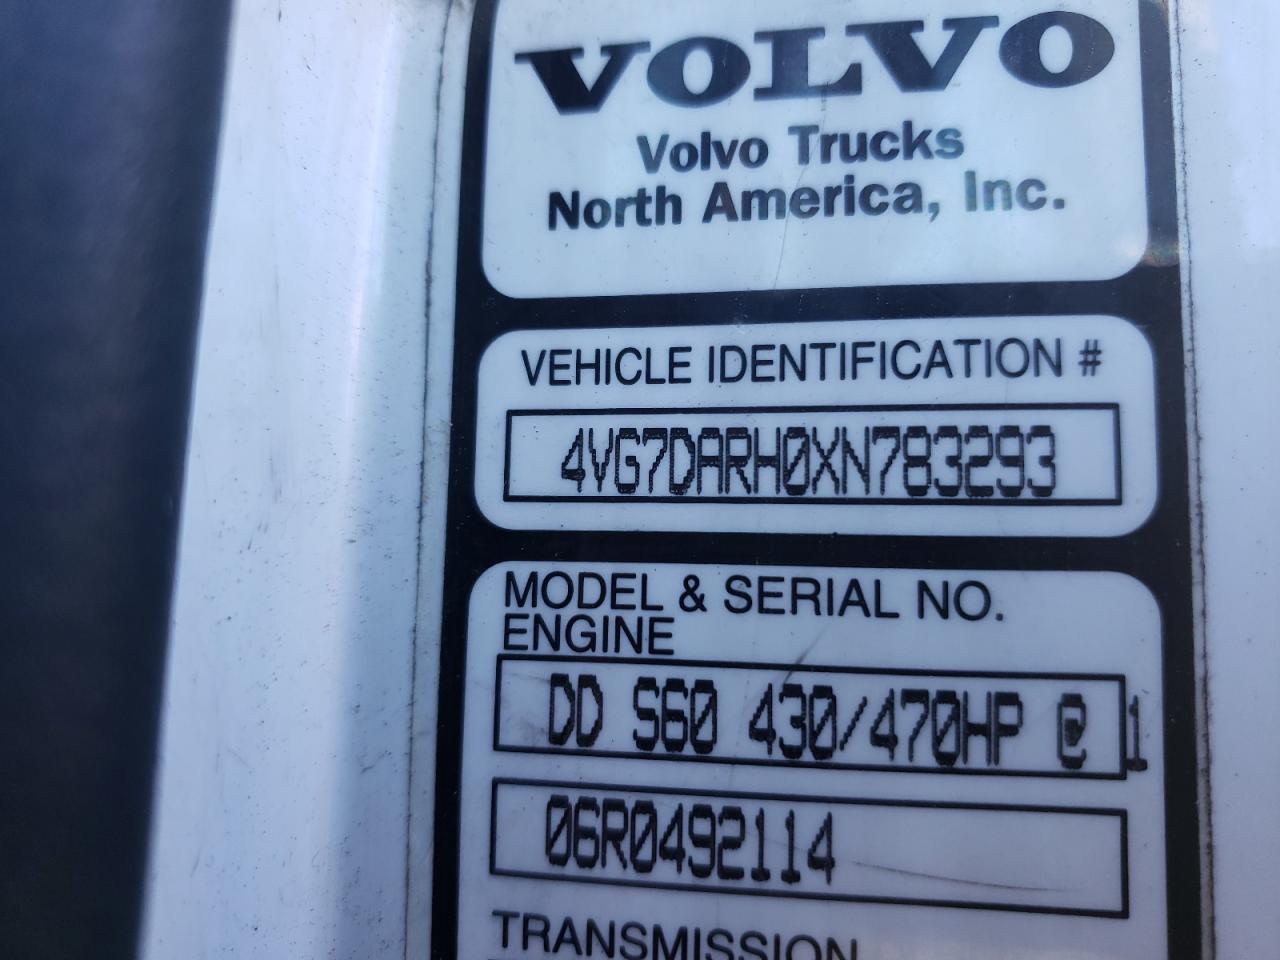 VOLVO
Volvo Trucks
North America, Inc.
VEHICLE IDENTIFICATION #
4VG7DARH0XN783293
MODEL & SERIAL NO.
ENGINE
DD S60 430/470HP @ 1
06R0492114
TRANSMISSION